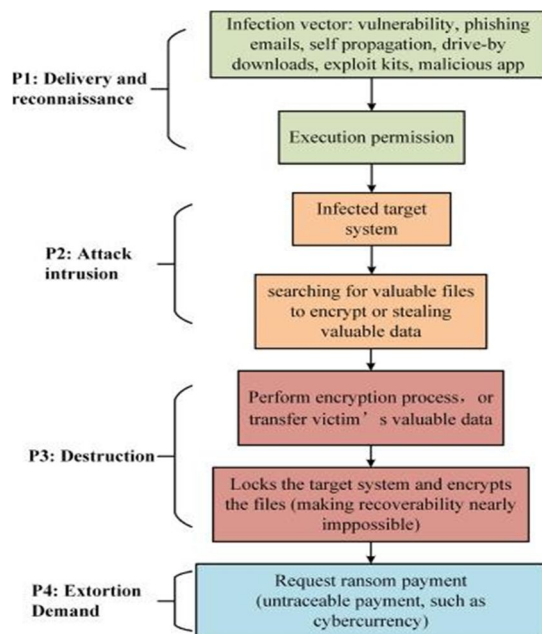 Infection vector: vulnerability, phishing
emails, self propagation, drive-by
downloads, exploit kits, malicious app
P1: Delivery and
reconnaissance
Execution permission
Infected target
system
P2: Attack
intrusion
searching for valuable files
to encrypt or stealing
valuable data
Perform encryption process, or
transfer victim's valuable data
P3: Destruction
Locks the target system and encrypts
the files (making recoverability nearly
imppossible)
P4: Extortion
Demand
Request ransom payment
(untraceable payment, such as
cybercurrency)